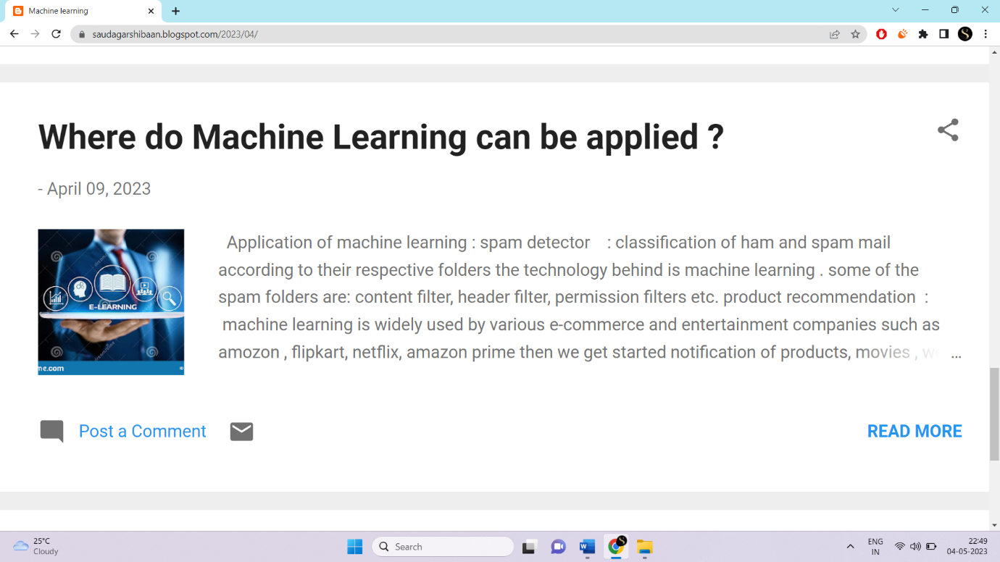 Machine learning
saudagarshibaan.blogspot.com/2023/04/
Where do Machine Learning can be applied ?
- April 09, 2023
Application of machine learning : spam detector : classification of ham and spam mail
according to their respective folders the technology behind is machine learning . some of the
spam folders are: content filter, header filter, permission filters etc. product recommendation :
machine learning is widely used by various e-commerce and entertainment companies such as
amozon , flipkart, netflix, amazon prime then we get started notification of products, movies , we ...
E-LEARNING
me.com
Post a Comment
READ MORE
25°C
Cloudy
Search
ENG
IN
22:49
04-05-2023